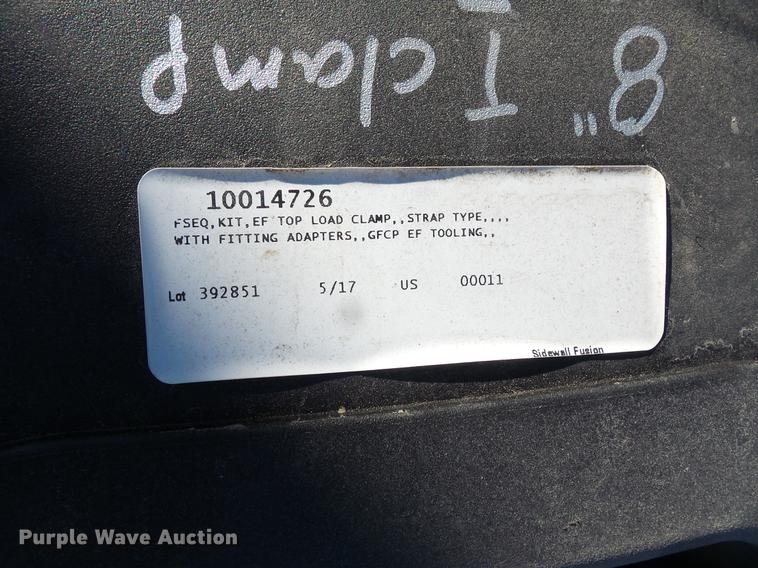 8" T clamp
10014726
FSEQ,KIT,EF TOP LOAD CLAMP,,STRAP TYPE,,,,
WITH FITTING ADAPTERS,,GFCP EF TOOLING,,
Lot 392851 5/17 US 00011
Sidewall Fusion
Purple Wave Auction